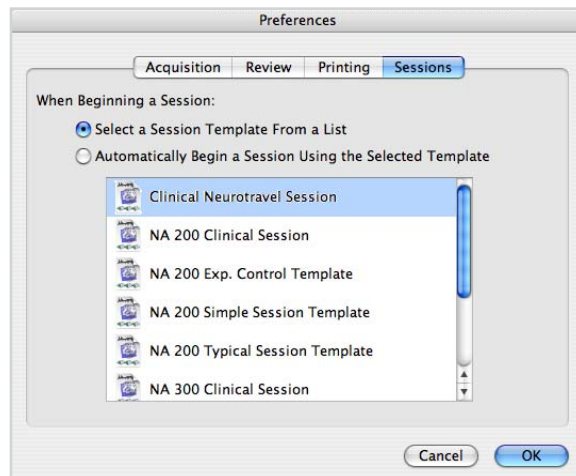 Preferences
Acquisition Review Printing Sessions
When Beginning a Session:
Select a Session Template From a List
Automatically Begin a Session Using the Selected Template
Clinical Neurotravel Session
NA 200 Clinical Session
NA 200 Exp. Control Template
NA 200 Simple Session Template
NA 200 Typical Session Template
NA 300 Clinical Session
Cancel OK